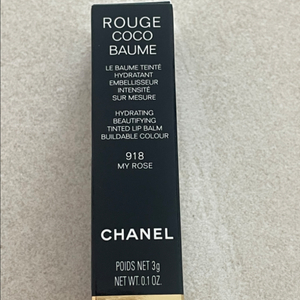 ROUGE
COCO
BAUME
LE BAUME TEINTÉ
HYDRATANT
EMBELLISSEUR
INTENSITÉ
SUR MESURE
HYDRATING
BEAUTIFYING
TINTED LIP BALM
BUILDABLE COLOUR
918
MY ROSE
CHANEL
POIDS NET 3g
NET WT. 0.1 OZ.